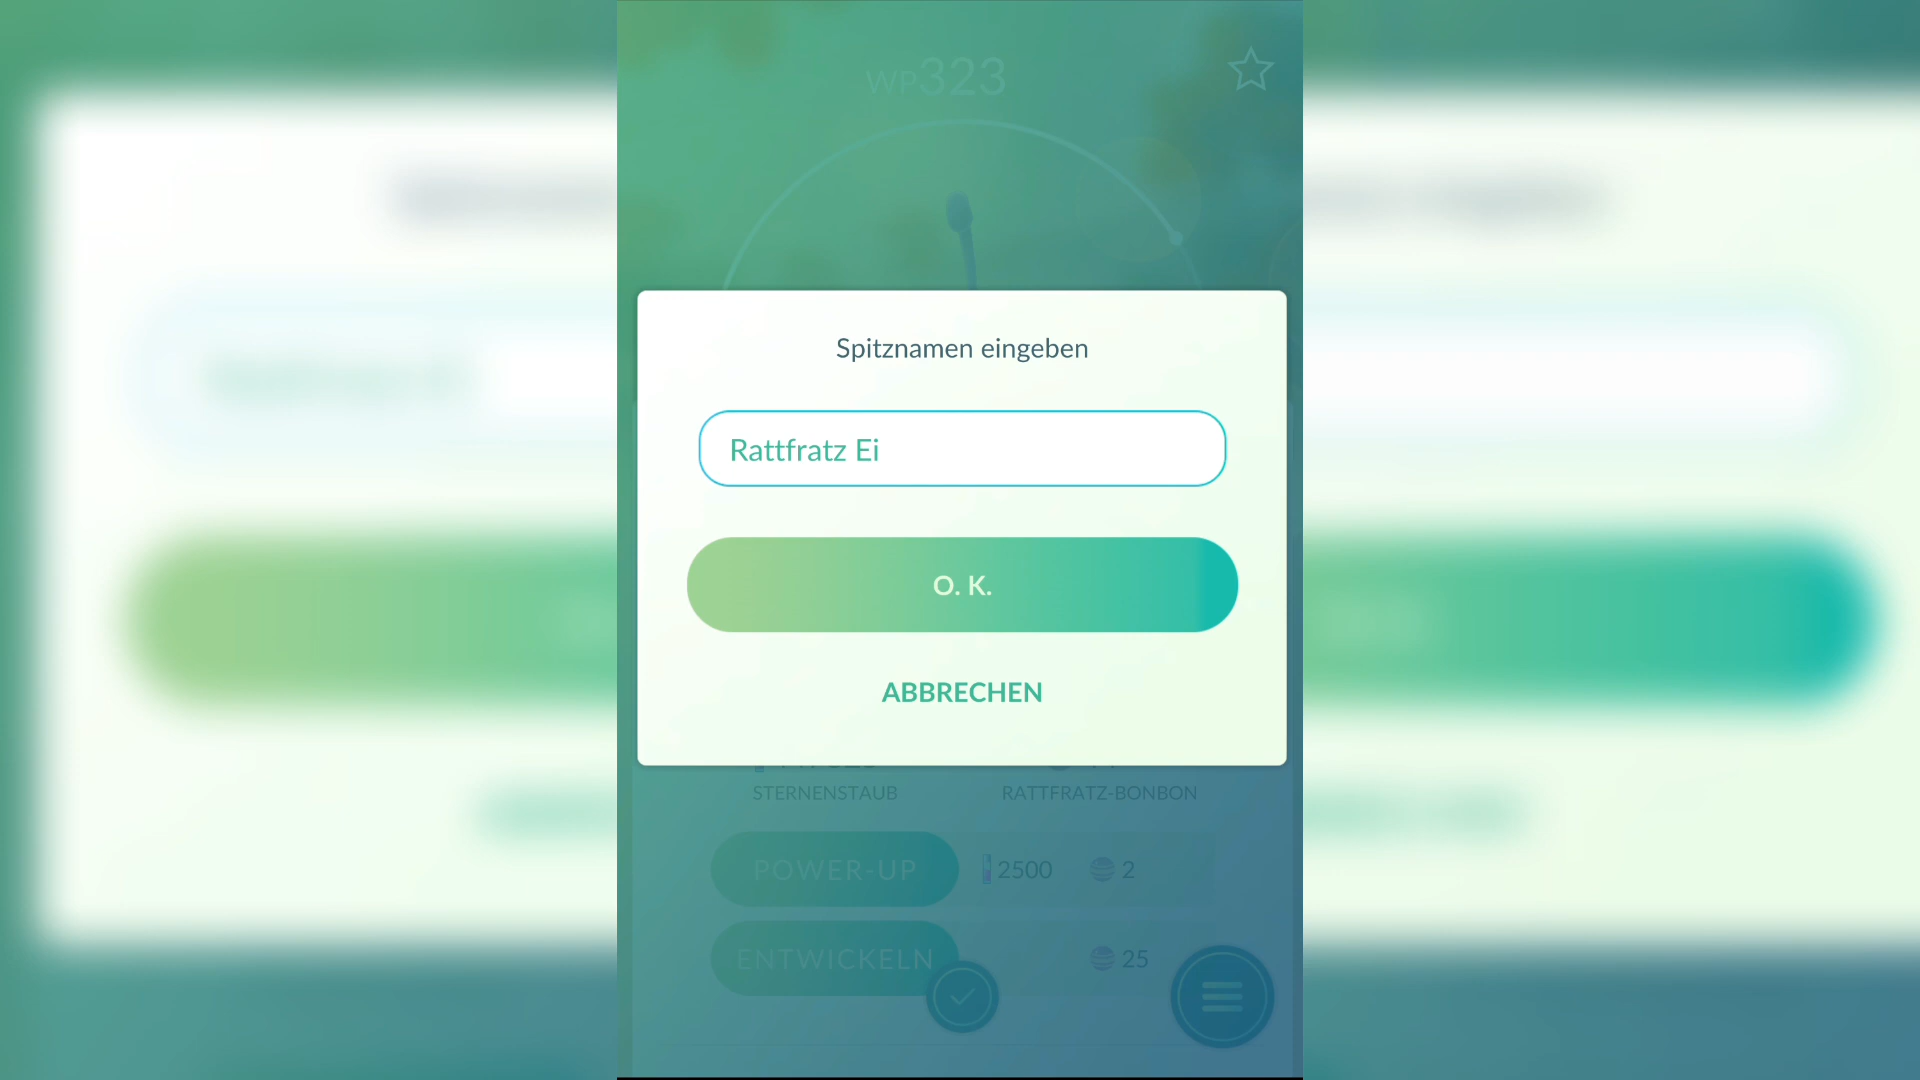 WP323
Spitznamen eingeben
Rattfratz Ei
O. K.
ABBRECHEN
STERNENSTAUB RATTFRATZ-BONBON
POWER-UP 2500 2
ENTWICKELN 25